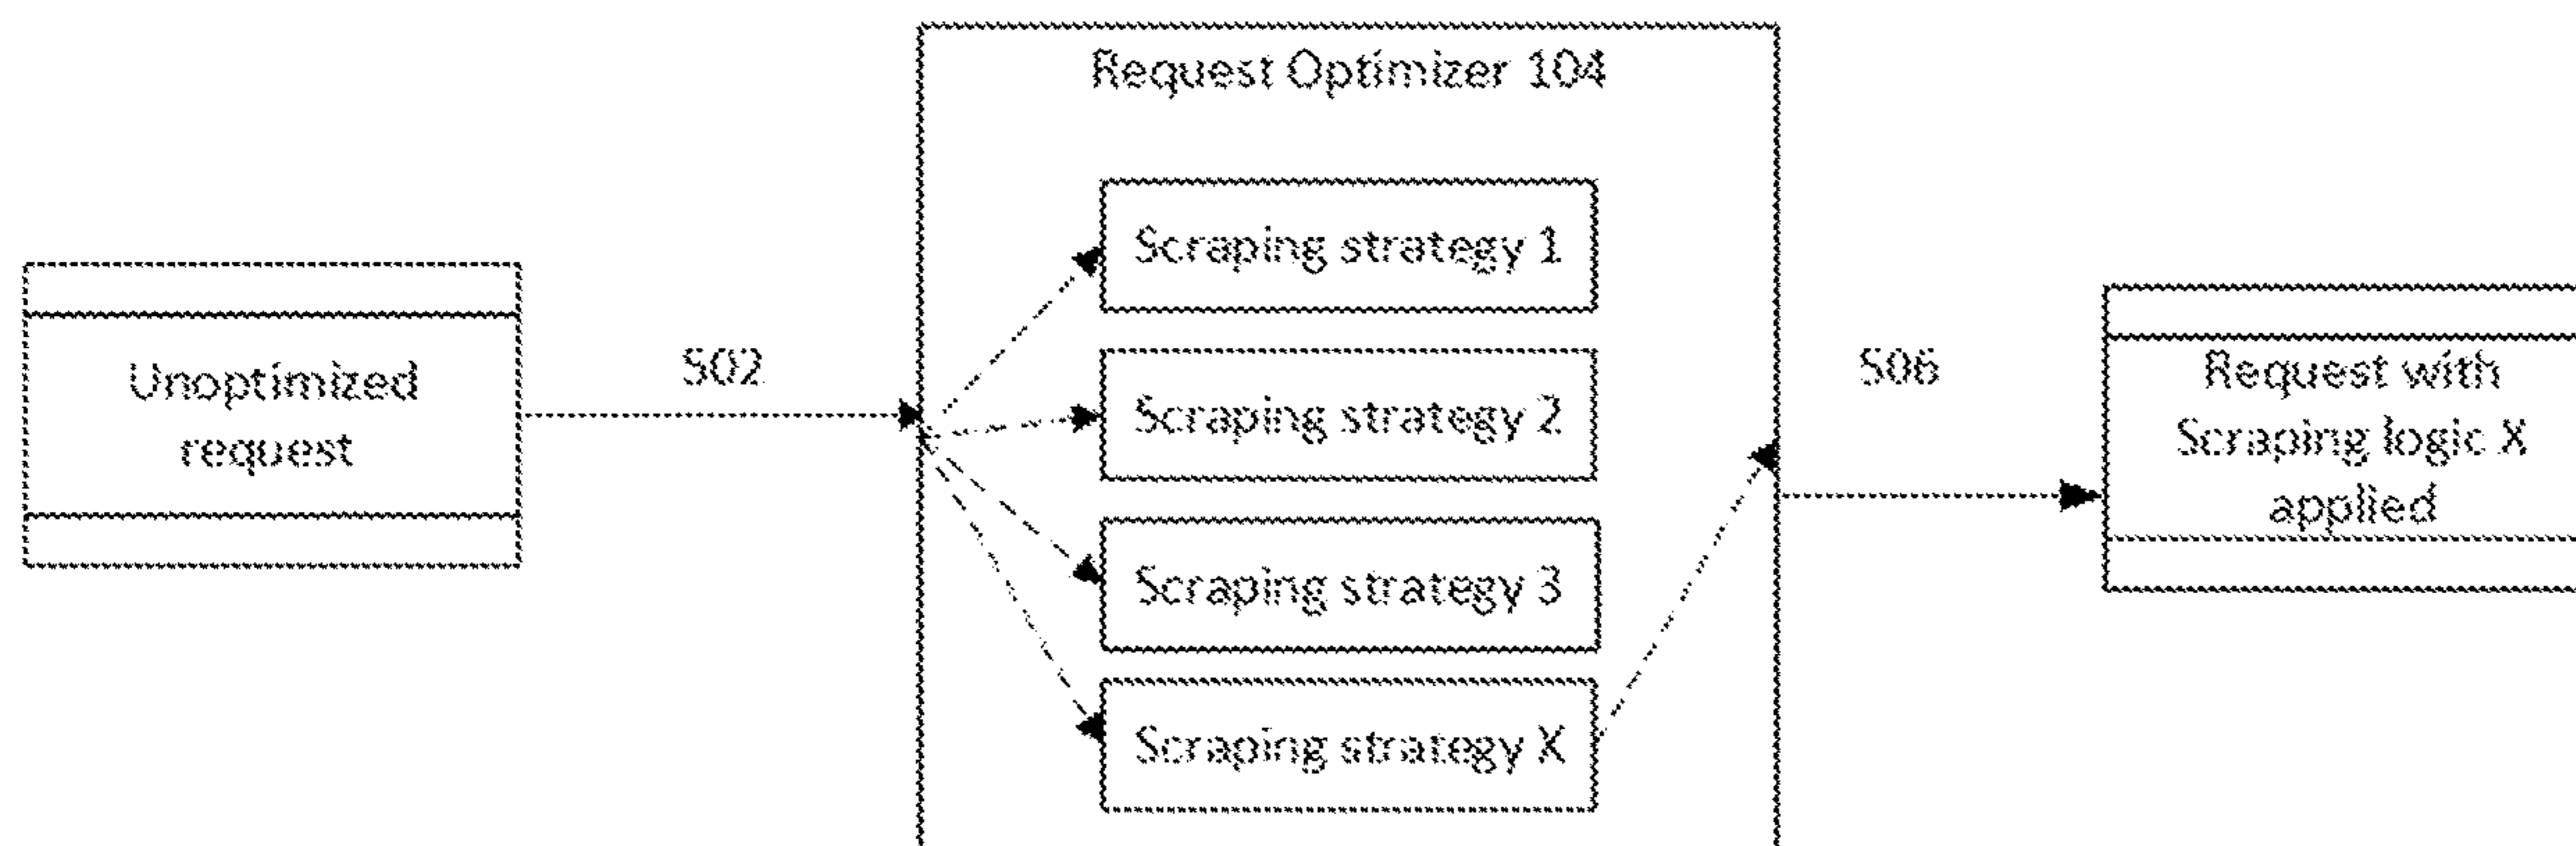 Request Optimizer 104
Unoptimized
request
502
Scraping strategy 1
Scraping strategy 2
Scraping strategy 3
Scraping strategy X
506
Request with
Scraping logic X
applied